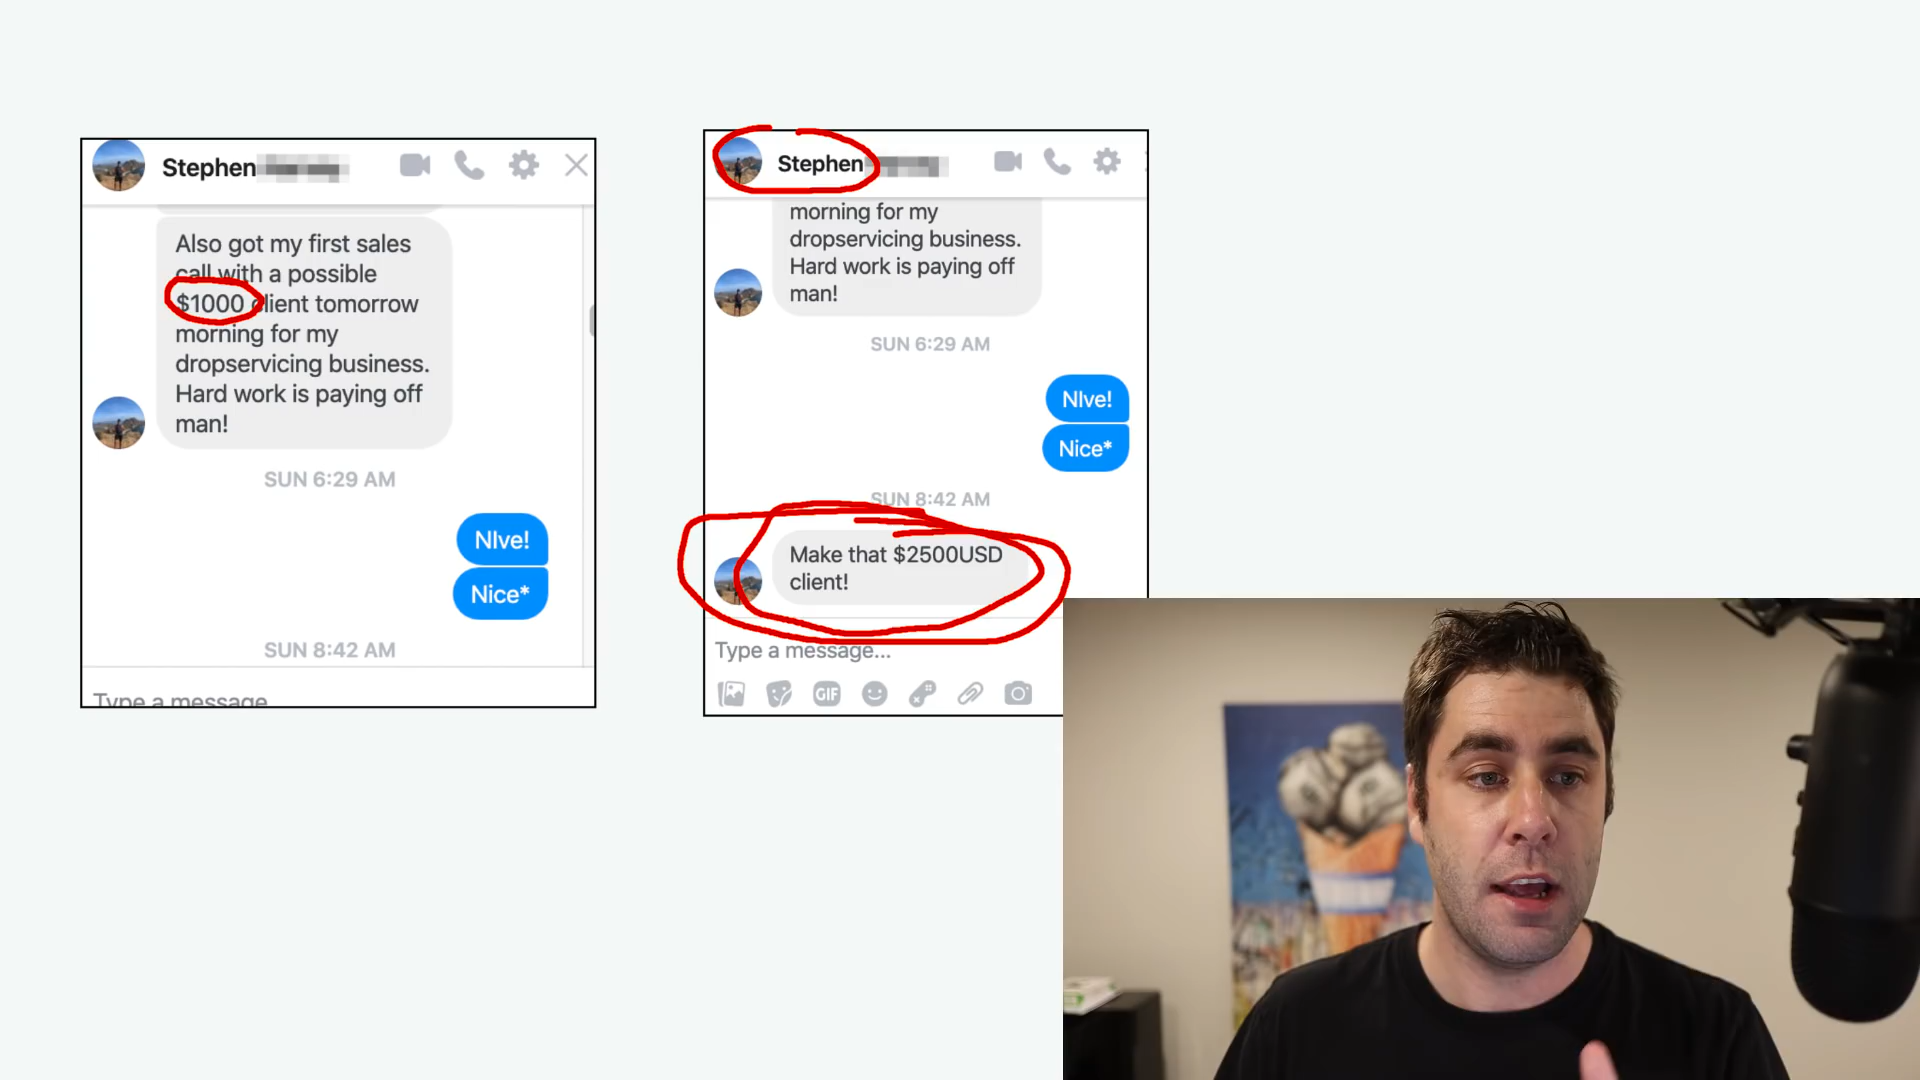 Stephen
Also got my first sales
call with a possible
$1000 client tomorrow
morning for my
dropservicing business.
Hard work is paying off
man!
SUN 6:29 AM
NIve!
Nice*
SUN 8:42 AM
Type a message
Stephen
morning for my
dropservicing business.
Hard work is paying off
man!
SUN 6:29 AM
NIve!
Nice*
SUN 8:42 AM
Make that $2500USD
client!
Type a message...
GIF